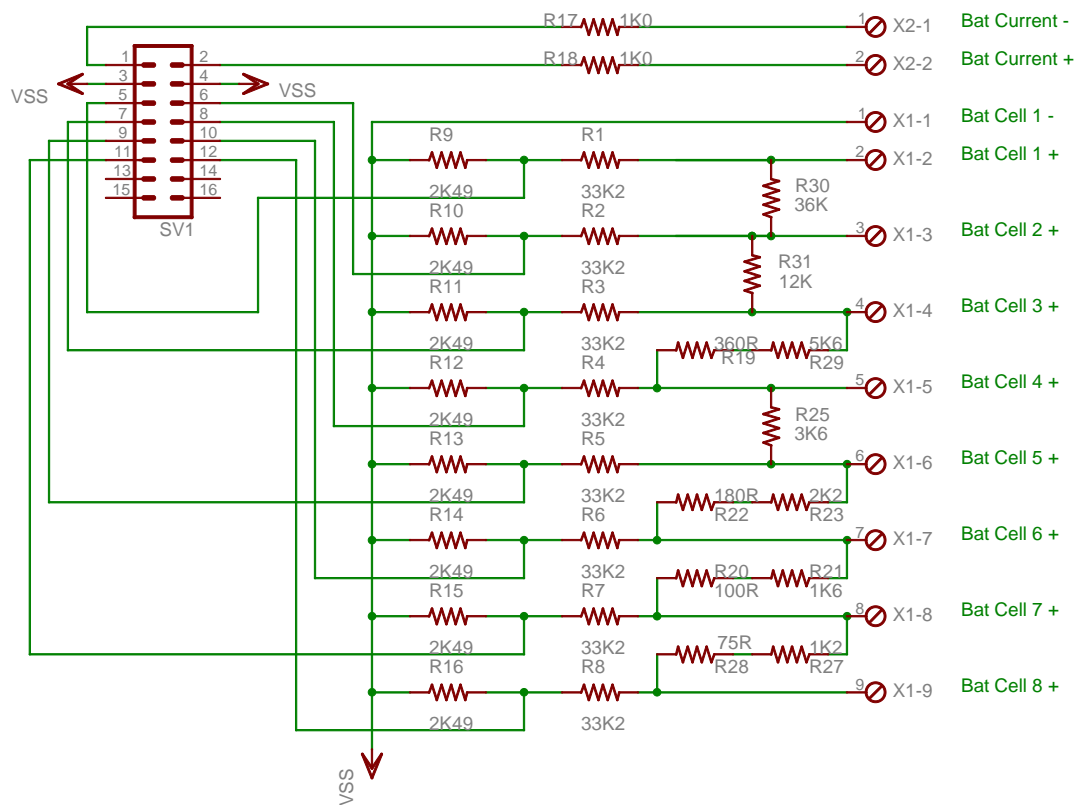 R17 1K0 1 X2-1 Bat Current -
R18 1K0 2 X2-2 Bat Current +
1 2
3 4
VSS VSS
5 6
7 8
9 10
11 12
13 14
15 16
SV1
1 X1-1 Bat Cell 1 -
R9 R1
2 X1-2 Bat Cell 1 +
2K49 33K2
R30
36K
R10 R2
3 X1-3 Bat Cell 2 +
2K49 33K2
R31
12K
R11 R3
4 X1-4 Bat Cell 3 +
2K49 33K2
360R 5K6
R19 R29
R12 R4
5 X1-5 Bat Cell 4 +
2K49 33K2
R25
3K6
R13 R5
6 X1-6 Bat Cell 5 +
2K49 33K2
180R 2K2
R22 R23
R14 R6
7 X1-7 Bat Cell 6 +
2K49 33K2
R20 R21
100R 1K6
R15 R7
8 X1-8 Bat Cell 7 +
2K49 33K2
75R 1K2
R28 R27
R16 R8
9 X1-9 Bat Cell 8 +
2K49 33K2
VSS